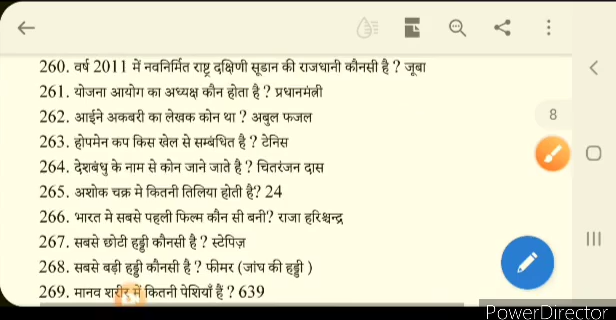 260. वर्ष 2011 में नवनिर्मित राष्ट्र दक्षिणी सूडान की राजधानी कौनसी है ? जूबा
261. योजना आयोग का अध्यक्ष कौन होता है ? प्रधानमंत्री
262. आईने अकबरी का लेखक कोन था ? अबुल फजल
263. होपमेन कप किस खेल से सम्बंधित है ? टेनिस
264. देशबंधु के नाम से कोन जाने जाते है ? चितरंजन दास
265. अशोक चक्र मे कितनी तिलिया होती है? 24
266. भारत मे सबसे पहली फिल्म कौन सी बनी? राजा हरिश्चन्द्र
267. सबसे छोटी हड्डी कौनसी है ? स्टेपिज़
268. सबसे बड़ी हड्डी कौनसी है ? फीमर (जांघ की हड्डी )
269. मानव शरीर में कितनी पेशियाँ हैं ? 639
8
PowerDirector